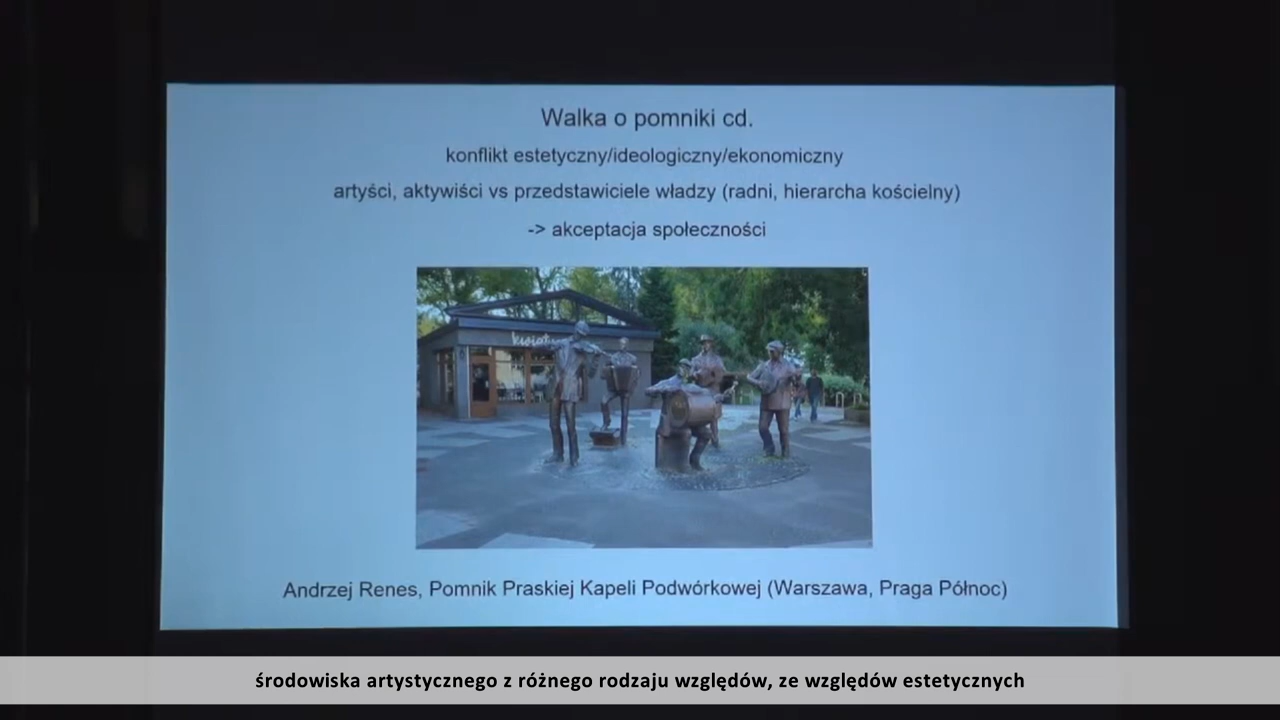 Walka o pomniki cd.
konflikt estetyczny/ideologiczny/ekonomiczny
artyści, aktywiści vs przedstawiciele władzy (radni, hierarcha kościelny)
-> akceptacja społeczności
Andrzej Renes, Pomnik Praskiej Kapeli Podwórkowej (Warszawa, Praga Północ)
środowiska artystycznego z różnego rodzaju względów, ze względów estetycznych